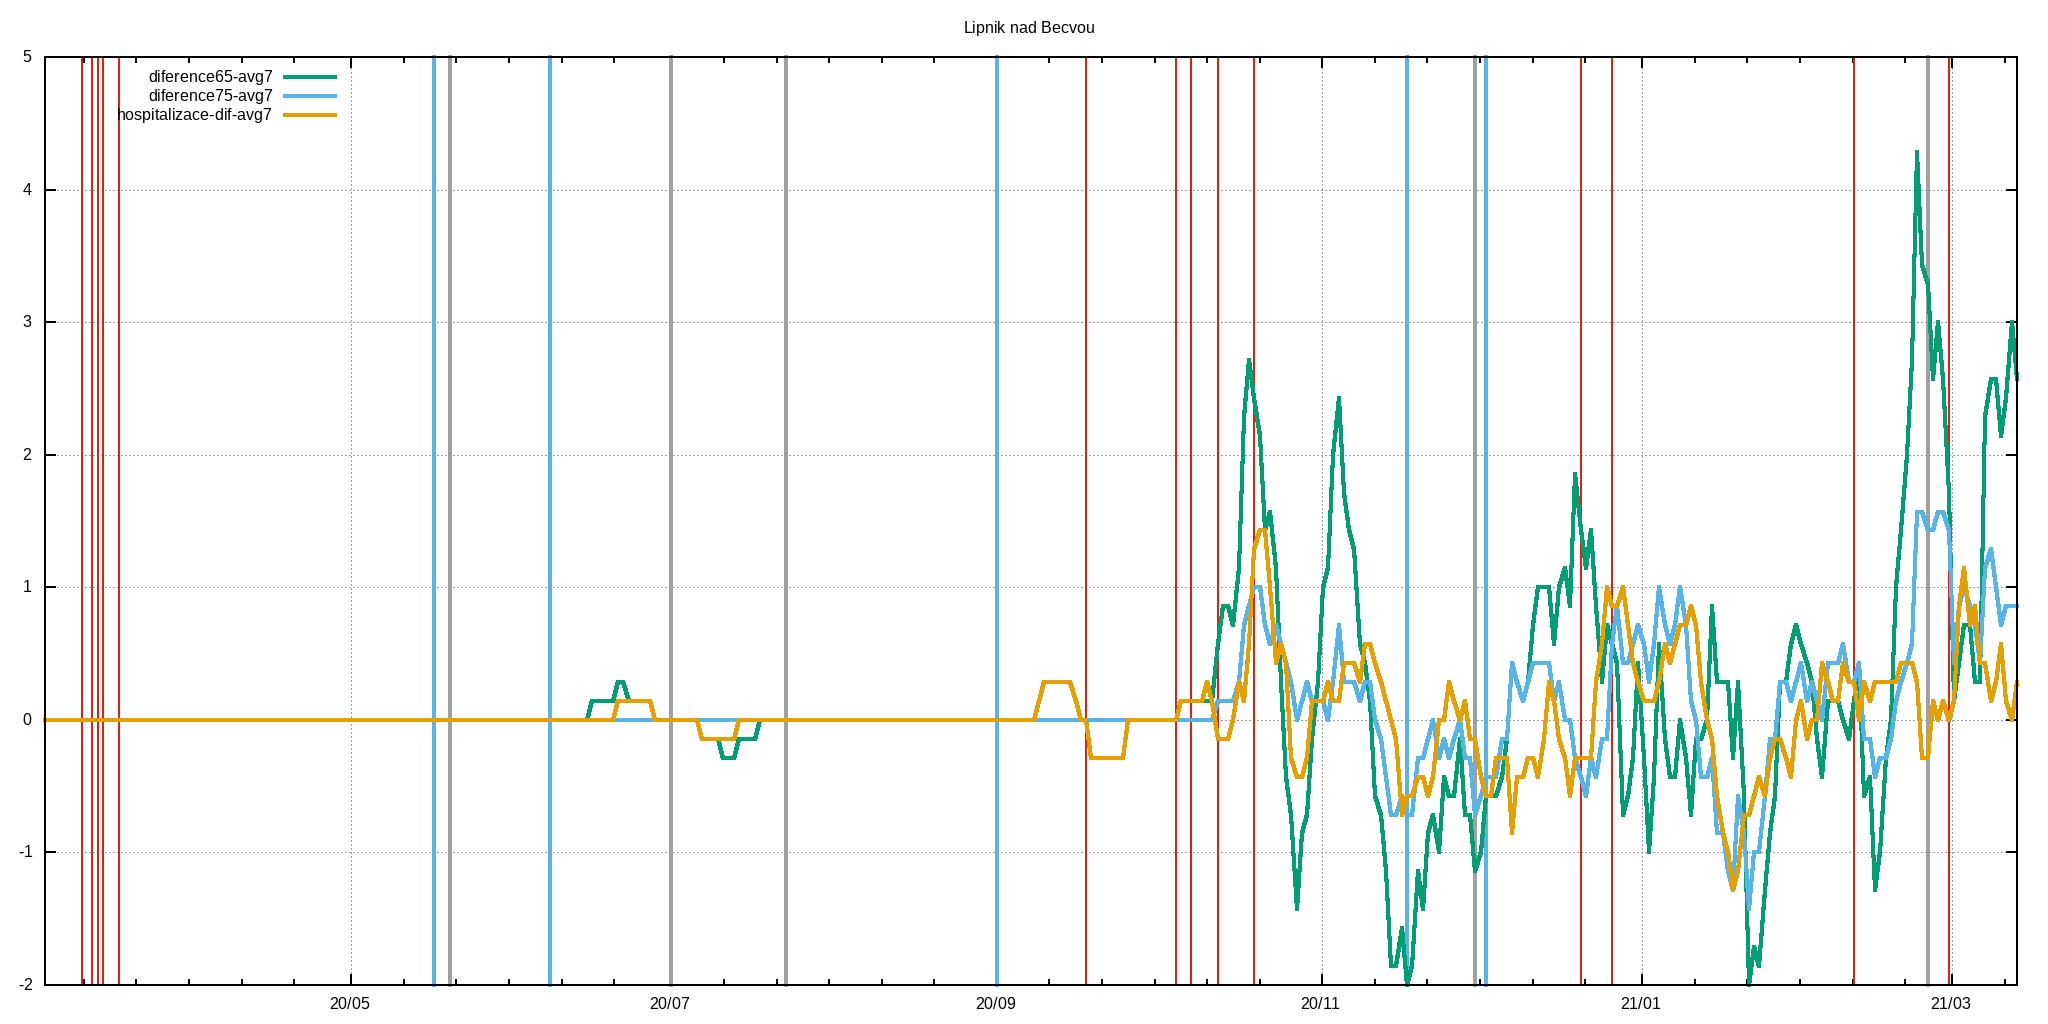 Lipnik nad Becvou
5
4
3
2
1
0
-1
-2
diference65-avg7
diference75-avg7
hospitalizace-dif-avg7
20/05 20/07 20/09 20/11 21/01 21/03